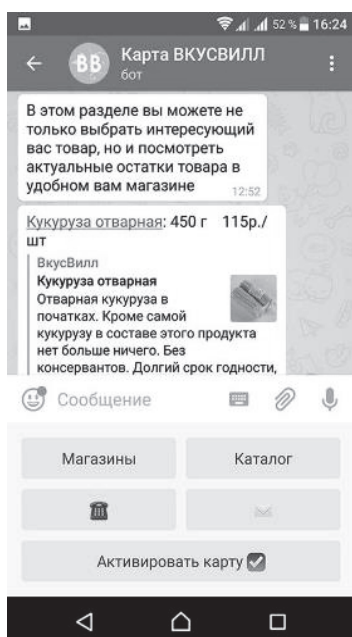 52 % 16:24
BB Карта ВКУСВИЛЛ
бот
В этом разделе вы можете не
только выбрать интересующий
вас товар, но и посмотреть
актуальные остатки товара в
удобном вам магазине 12:52
Кукуруза отварная: 450 г 115р./
шт
ВкусВилл
Кукуруза отварная
Отварная кукуруза в
початках. Кроме самой
кукурузу в составе этого продукта
нет больше ничего. Без
консервантов. Долгий срок годности,
Сообщение
Магазины Каталог
Активировать карту